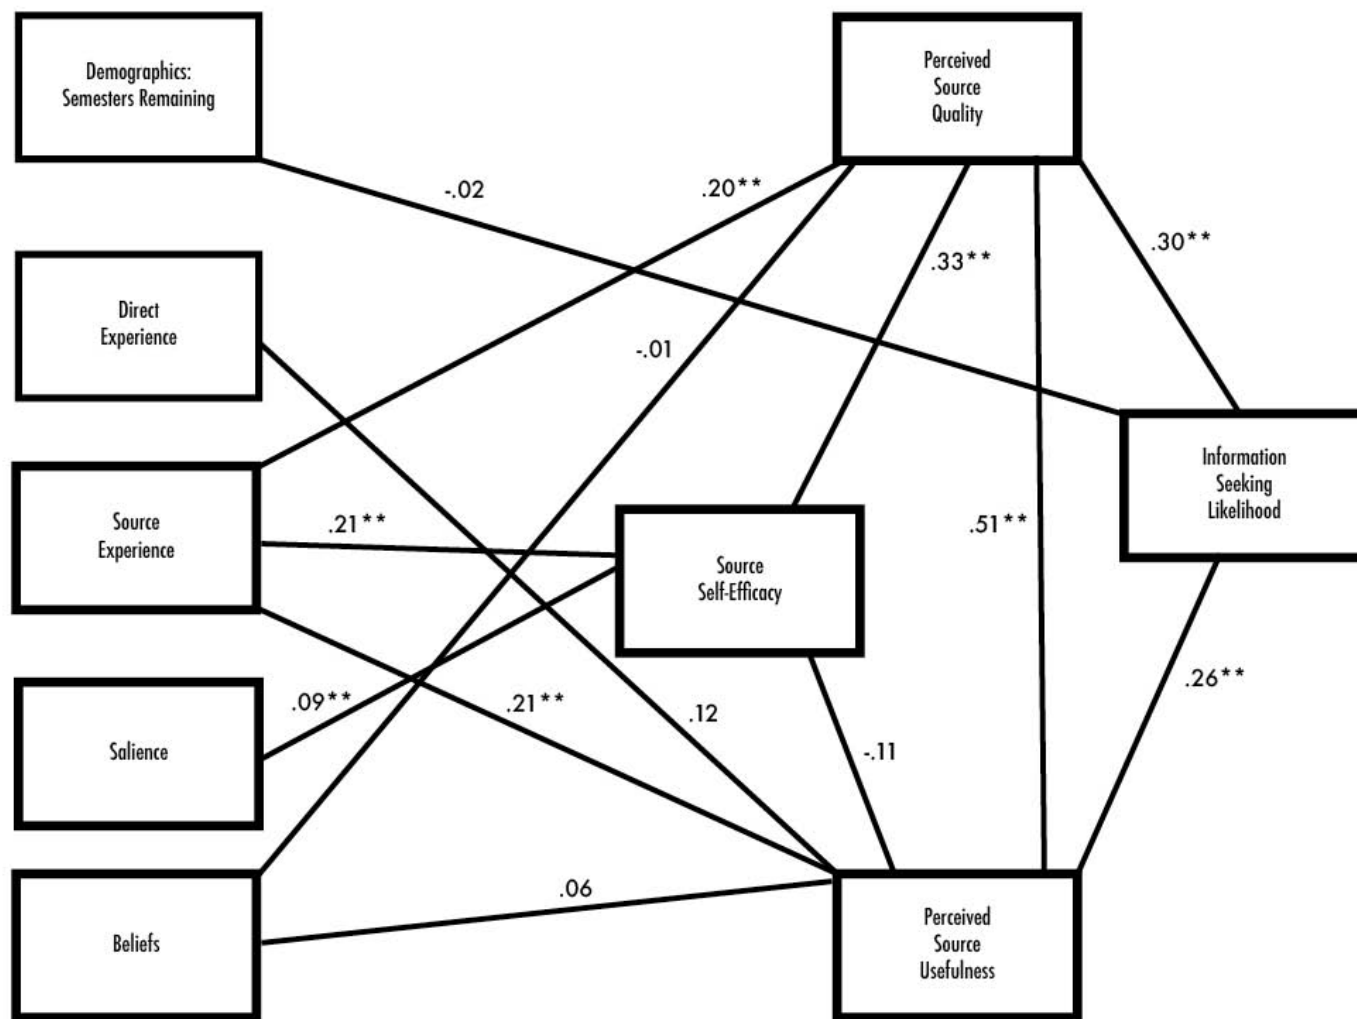 Demographics:
Semesters Remaining
Perceived
Source
Quality
-.02
.20**
.33**
.30**
Direct
Experience
-.01
Information
Seeking
Likelihood
Source
Experience
.21**
.51**
Source
Self-Efficacy
.09**
.21**
.12
-.11
.26**
Salience
.06
Beliefs
Perceived
Source
Usefulness